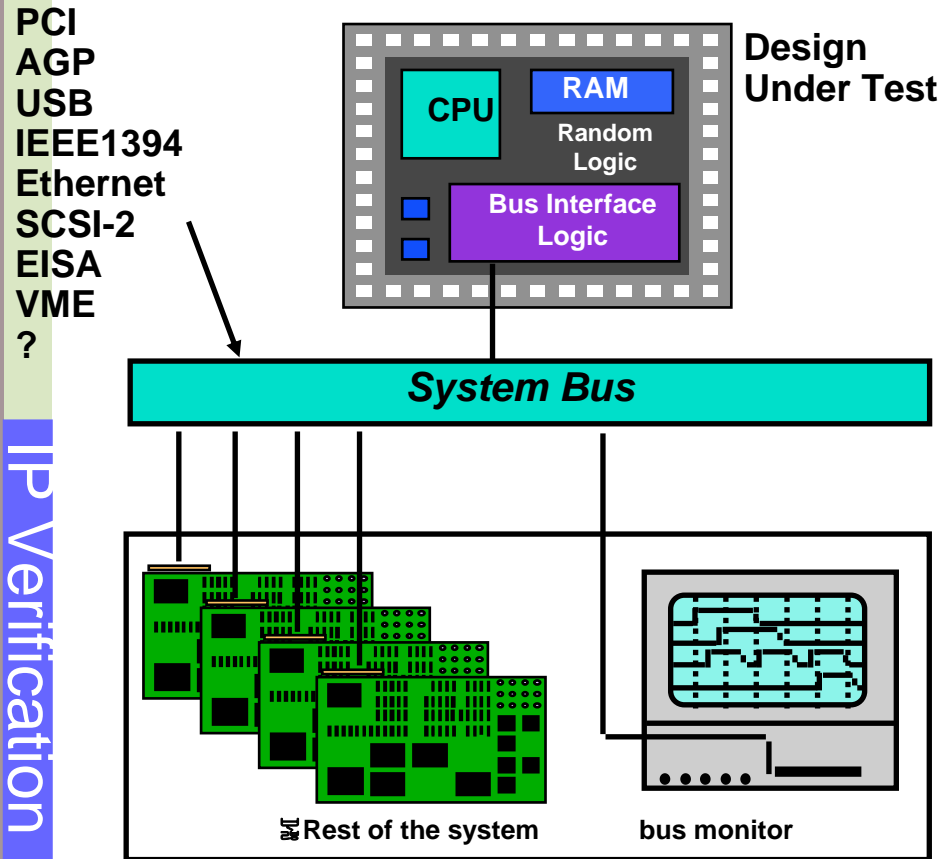 PCI
AGP
USB
IEEE1394
Ethernet
SCSI-2
EISA
VME
?
Design
Under Test
CPU
RAM
Random
Logic
Bus Interface
Logic
System Bus
IP Verification
Rest of the system
bus monitor